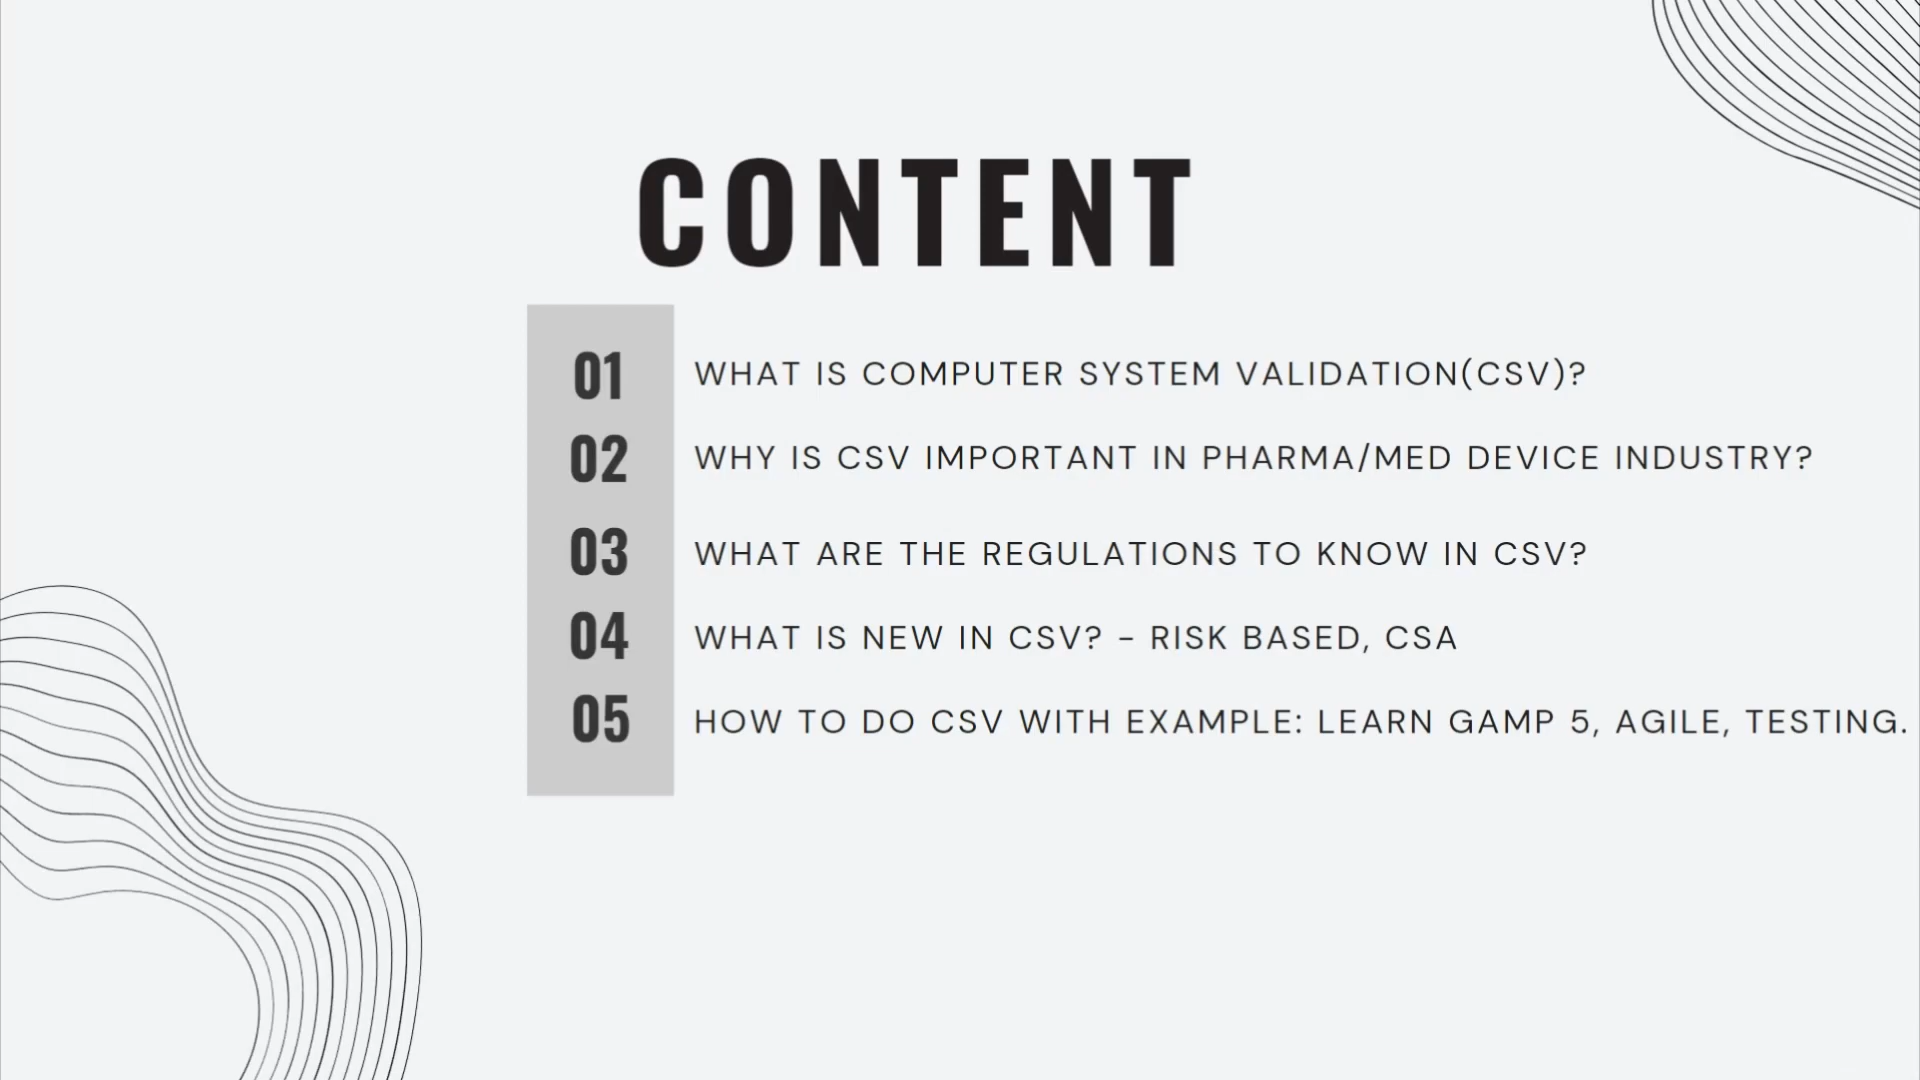 CONTENT
01 WHAT IS COMPUTER SYSTEM VALIDATION(CSV)?
02 WHY IS CSV IMPORTANT IN PHARMA/MED DEVICE INDUSTRY?
03 WHAT ARE THE REGULATIONS TO KNOW IN CSV?
04 WHAT IS NEW IN CSV? - RISK BASED, CSA
05 HOW TO DO CSV WITH EXAMPLE: LEARN GAMP 5, AGILE, TESTING.